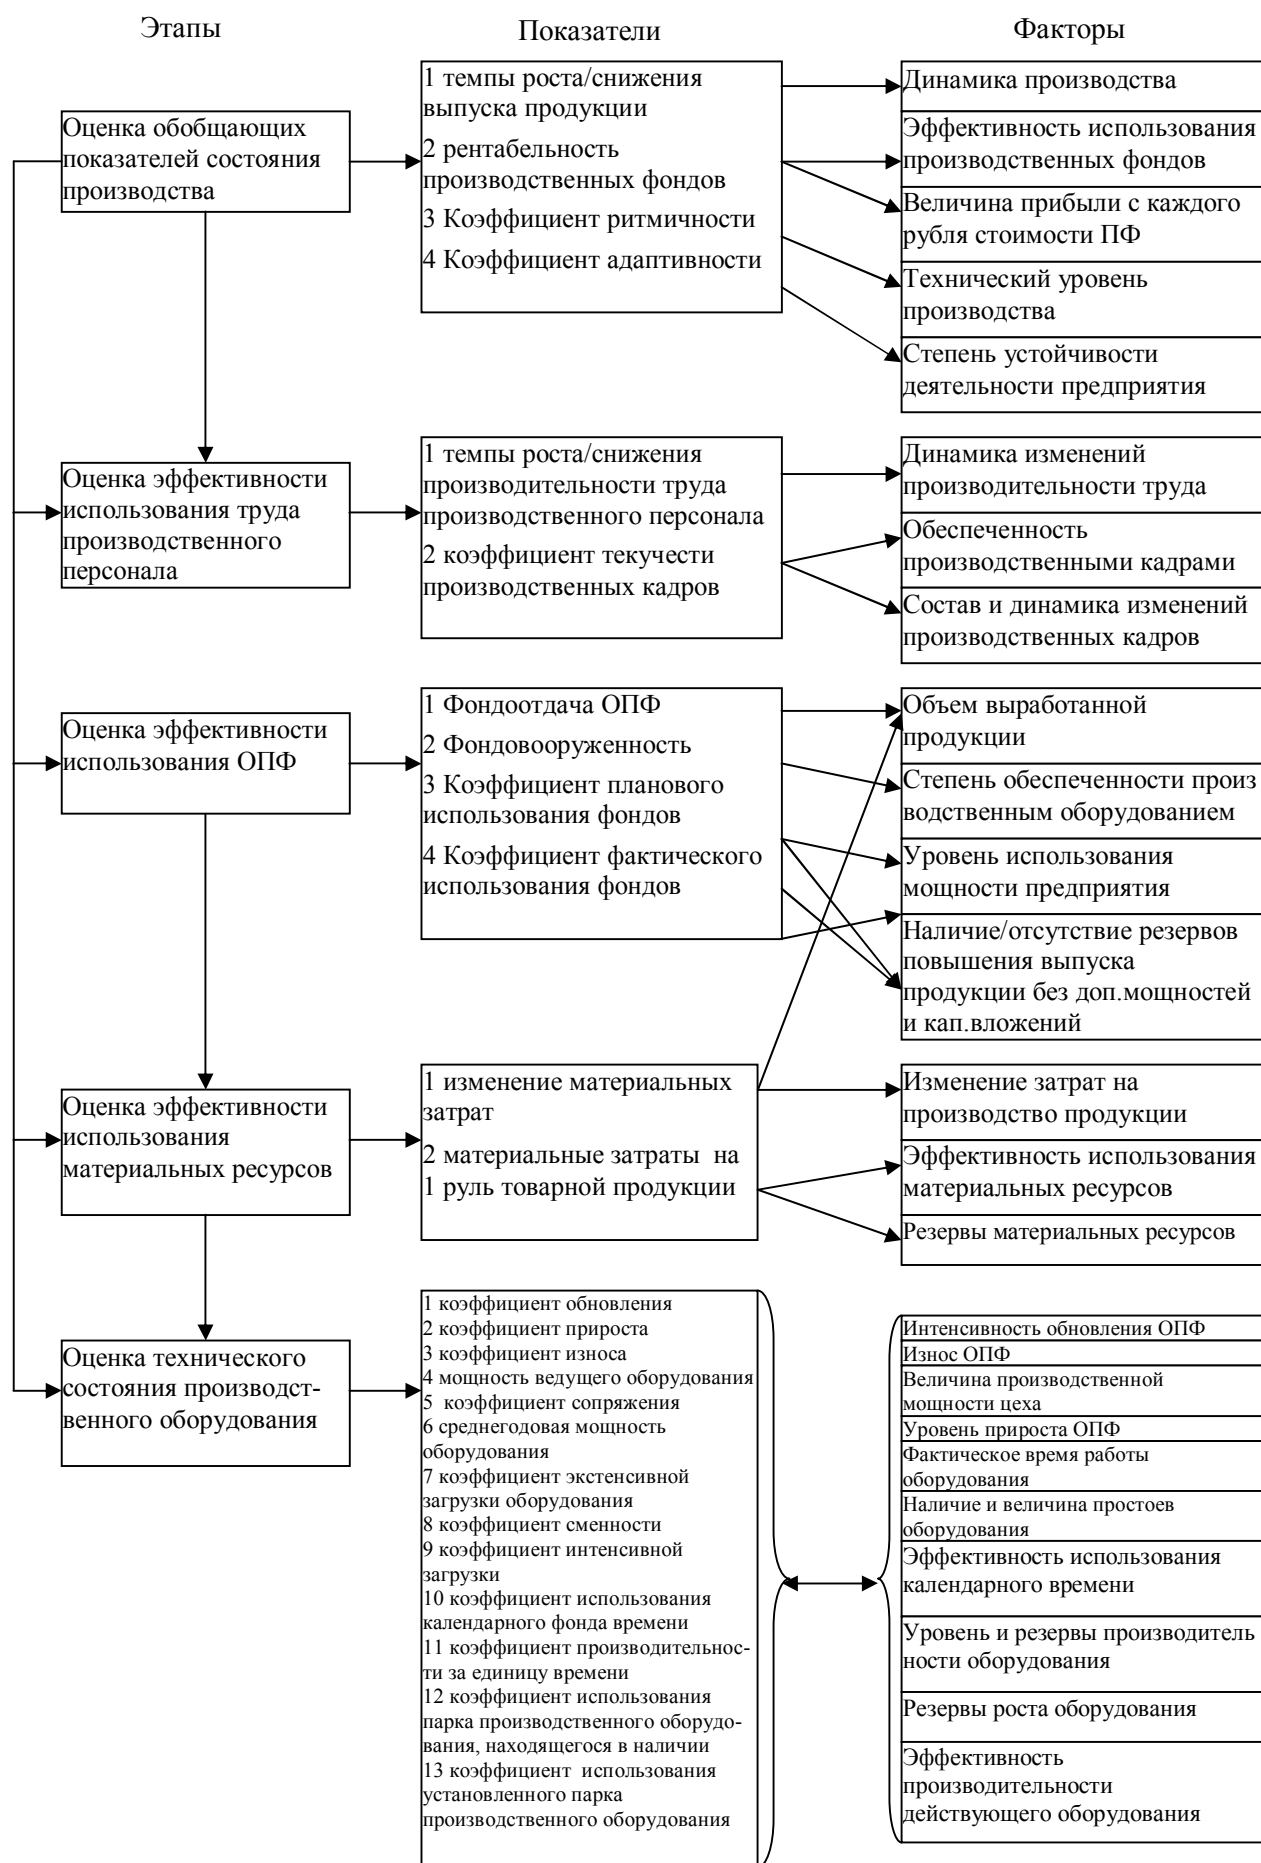 Этапы
Показатели
Факторы
Оценка обобщающих
показателей состояния
производства
1 темпы роста/снижения
выпуска продукции
2 рентабельность
производственных фондов
3 Коэффициент ритмичности
4 Коэффициент адаптивности
Динамика производства
Эффективность использования
производственных фондов
Величина прибыли с каждого
рубля стоимости ПФ
Технический уровень
производства
Степень устойчивости
деятельности предприятия
Оценка эффективности
использования труда
производственного
персонала
1 темпы роста/снижения
производительности труда
производственного персонала
2 коэффициент текучести
производственных кадров
Динамика изменений
производительности труда
Обеспеченность
производственными кадрами
Состав и динамика изменений
производственных кадров
Оценка эффективности
использования ОПФ
1 Фондоотдача ОПФ
2 Фондовооруженность
3 Коэффициент планового
использования фондов
4 Коэффициент фактического
использования фондов
Объем выработанной
продукции
Степень обеспеченности произ
водственным оборудованием
Уровень использования
мощности предприятия
Наличие/отсутствие резервов
повышения выпуска
продукции без доп.мощностей
и кап.вложений
Оценка эффективности
использования
материальных ресурсов
1 изменение материальных
затрат
2 материальные затраты на
1 руль товарной продукции
Изменение затрат на
производство продукции
Эффективность использования
материальных ресурсов
Резервы материальных ресурсов
Оценка технического
состояния производст-
венного оборудования
1 коэффициент обновления
2 коэффициент прироста
3 коэффициент износа
4 мощность ведущего оборудования
5 коэффициент сопряжения
6 среднегодовая мощность
оборудования
7 коэффициент экстенсивной
загрузки оборудования
8 коэффициент сменности
9 коэффициент интенсивной
загрузки
10 коэффициент использования
календарного фонда времени
11 коэффициент производительнос-
ти за единицу времени
12 коэффициент использования
парка производственного оборудо-
вания, находящегося в наличии
13 коэффициент использования
установленного парка
производственного оборудования
Интенсивность обновления ОПФ
Износ ОПФ
Величина производственной
мощности цеха
Уровень прироста ОПФ
Фактическое время работы
оборудования
Наличие и величина простоев
оборудования
Эффективность использования
календарного времени
Уровень и резервы производитель
ности оборудования
Резервы роста оборудования
Эффективность
производительности
действующего оборудования